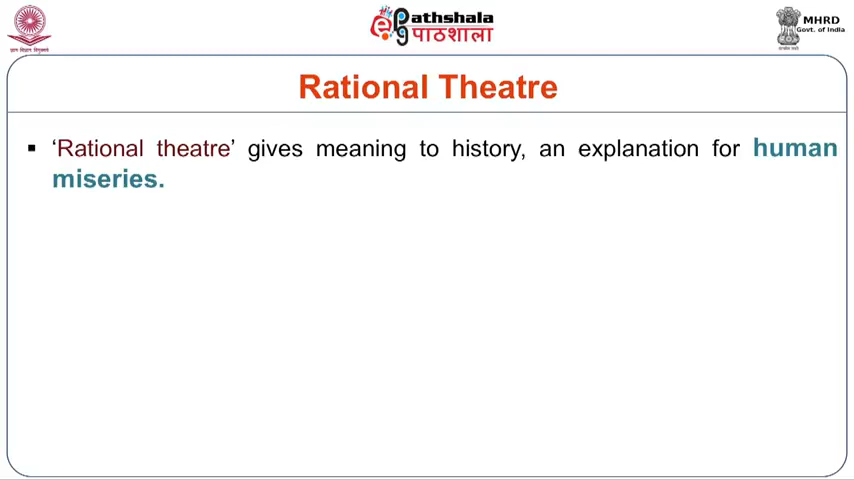 ePathshala
पाठशाला
MHRD
Govt. of India
Rational Theatre
▪ ‘Rational theatre’ gives meaning to history, an explanation for human
miseries.